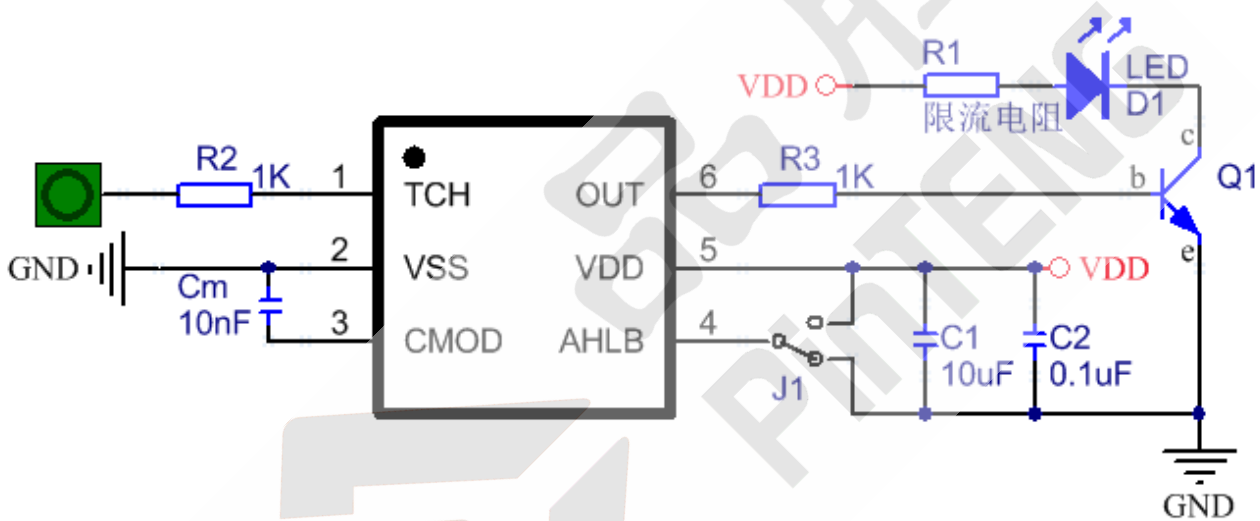 R1
VDD
LED
D1
限流电阻
c
R2
1K
1
TCH
OUT
6
R3
1K
b
Q1
GND
2
VSS
VDD
5
VDD
e
Cm
10nF
3
CMOD
AHLB
4
J1
C1
10uF
C2
0.1uF
GND
PinTENG